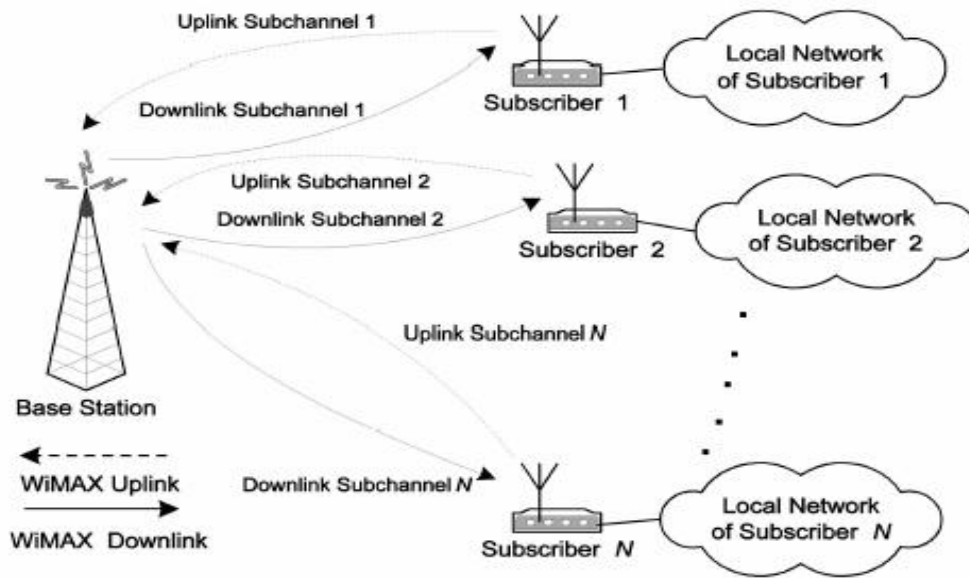 Uplink Subchannel 1
Local Network
of Subscriber 1
Subscriber 1
Downlink Subchannel 1
Uplink Subchannel 2
Downlink Subchannel 2
Local Network
of Subscriber 2
Subscriber 2
Uplink Subchannel N
Base Station
WiMAX Uplink
WiMAX Downlink
Downlink Subchannel N
Local Network
of Subscriber N
Subscriber N